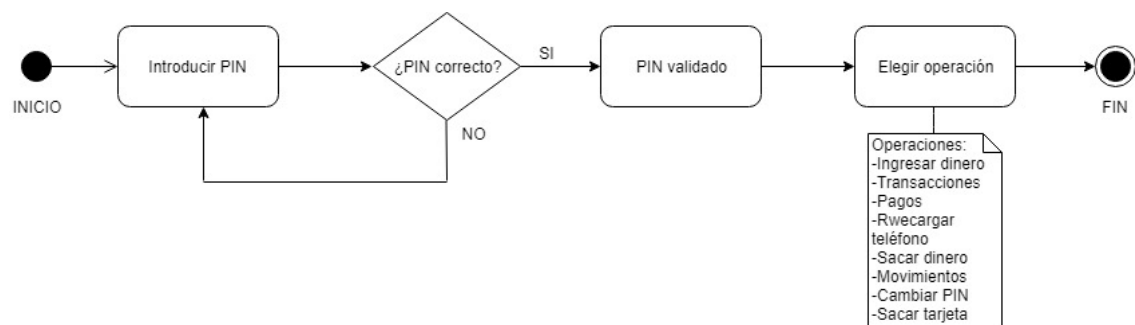 INICIO
Introducir PIN
¿PIN correcto?
SI
NO
PIN validado
Elegir operación
FIN
Operaciones:
-Ingresar dinero
-Transacciones
-Pagos
-Rwecargar
teléfono
-Sacar dinero
-Movimientos
-Cambiar PIN
-Sacar tarjeta